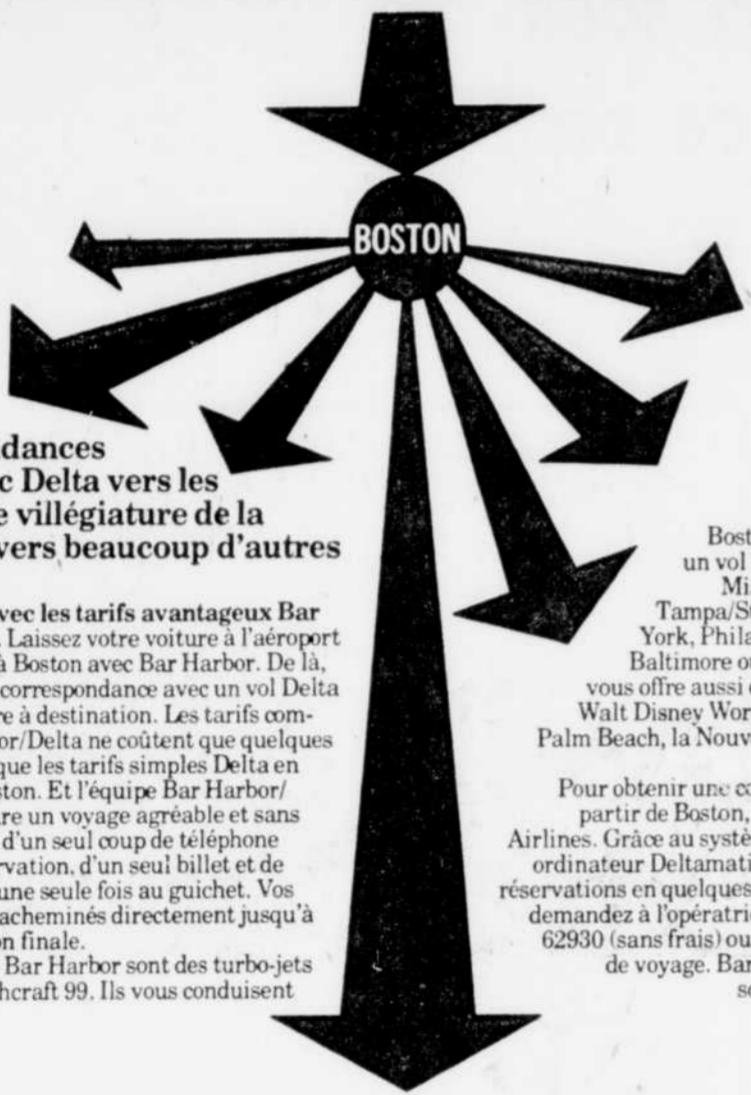 BOSTON
dances
c Delta vers les
e villégiature de la
vers beaucoup d'autres
vec les tarifs avantageux Bar
. Laissez votre voiture à l'aéroport
à Boston avec Bar Harbor. De là,
correspondance avec un vol Delta
re à destination. Les tarifs com-
or/Delta ne coûtent que quelques
que les tarifs simples Delta en
ston. Et l'équipe Bar Harbor/
re un voyage agréable et sans
d'un seul coup de téléphone
rvation, d'un seul billet et de
une seule fois au guichet. Vos
acheminés directement jusqu'à
on finale.
Bar Harbor sont des turbo-jets
hcraft 99. Ils vous conduisent
Bost
un vol
Mi
Tampa/S
York, Phila
Baltimore o
vous offre aussi
Walt Disney Wor
Palm Beach, la Nouv
Pour obtenir une co
partir de Boston,
Airlines. Grâce au systè
ordinateur Deltamati
réservations en quelques
demandez à l'opératri
62930 (sans frais) ou
de voyage. Bar
s